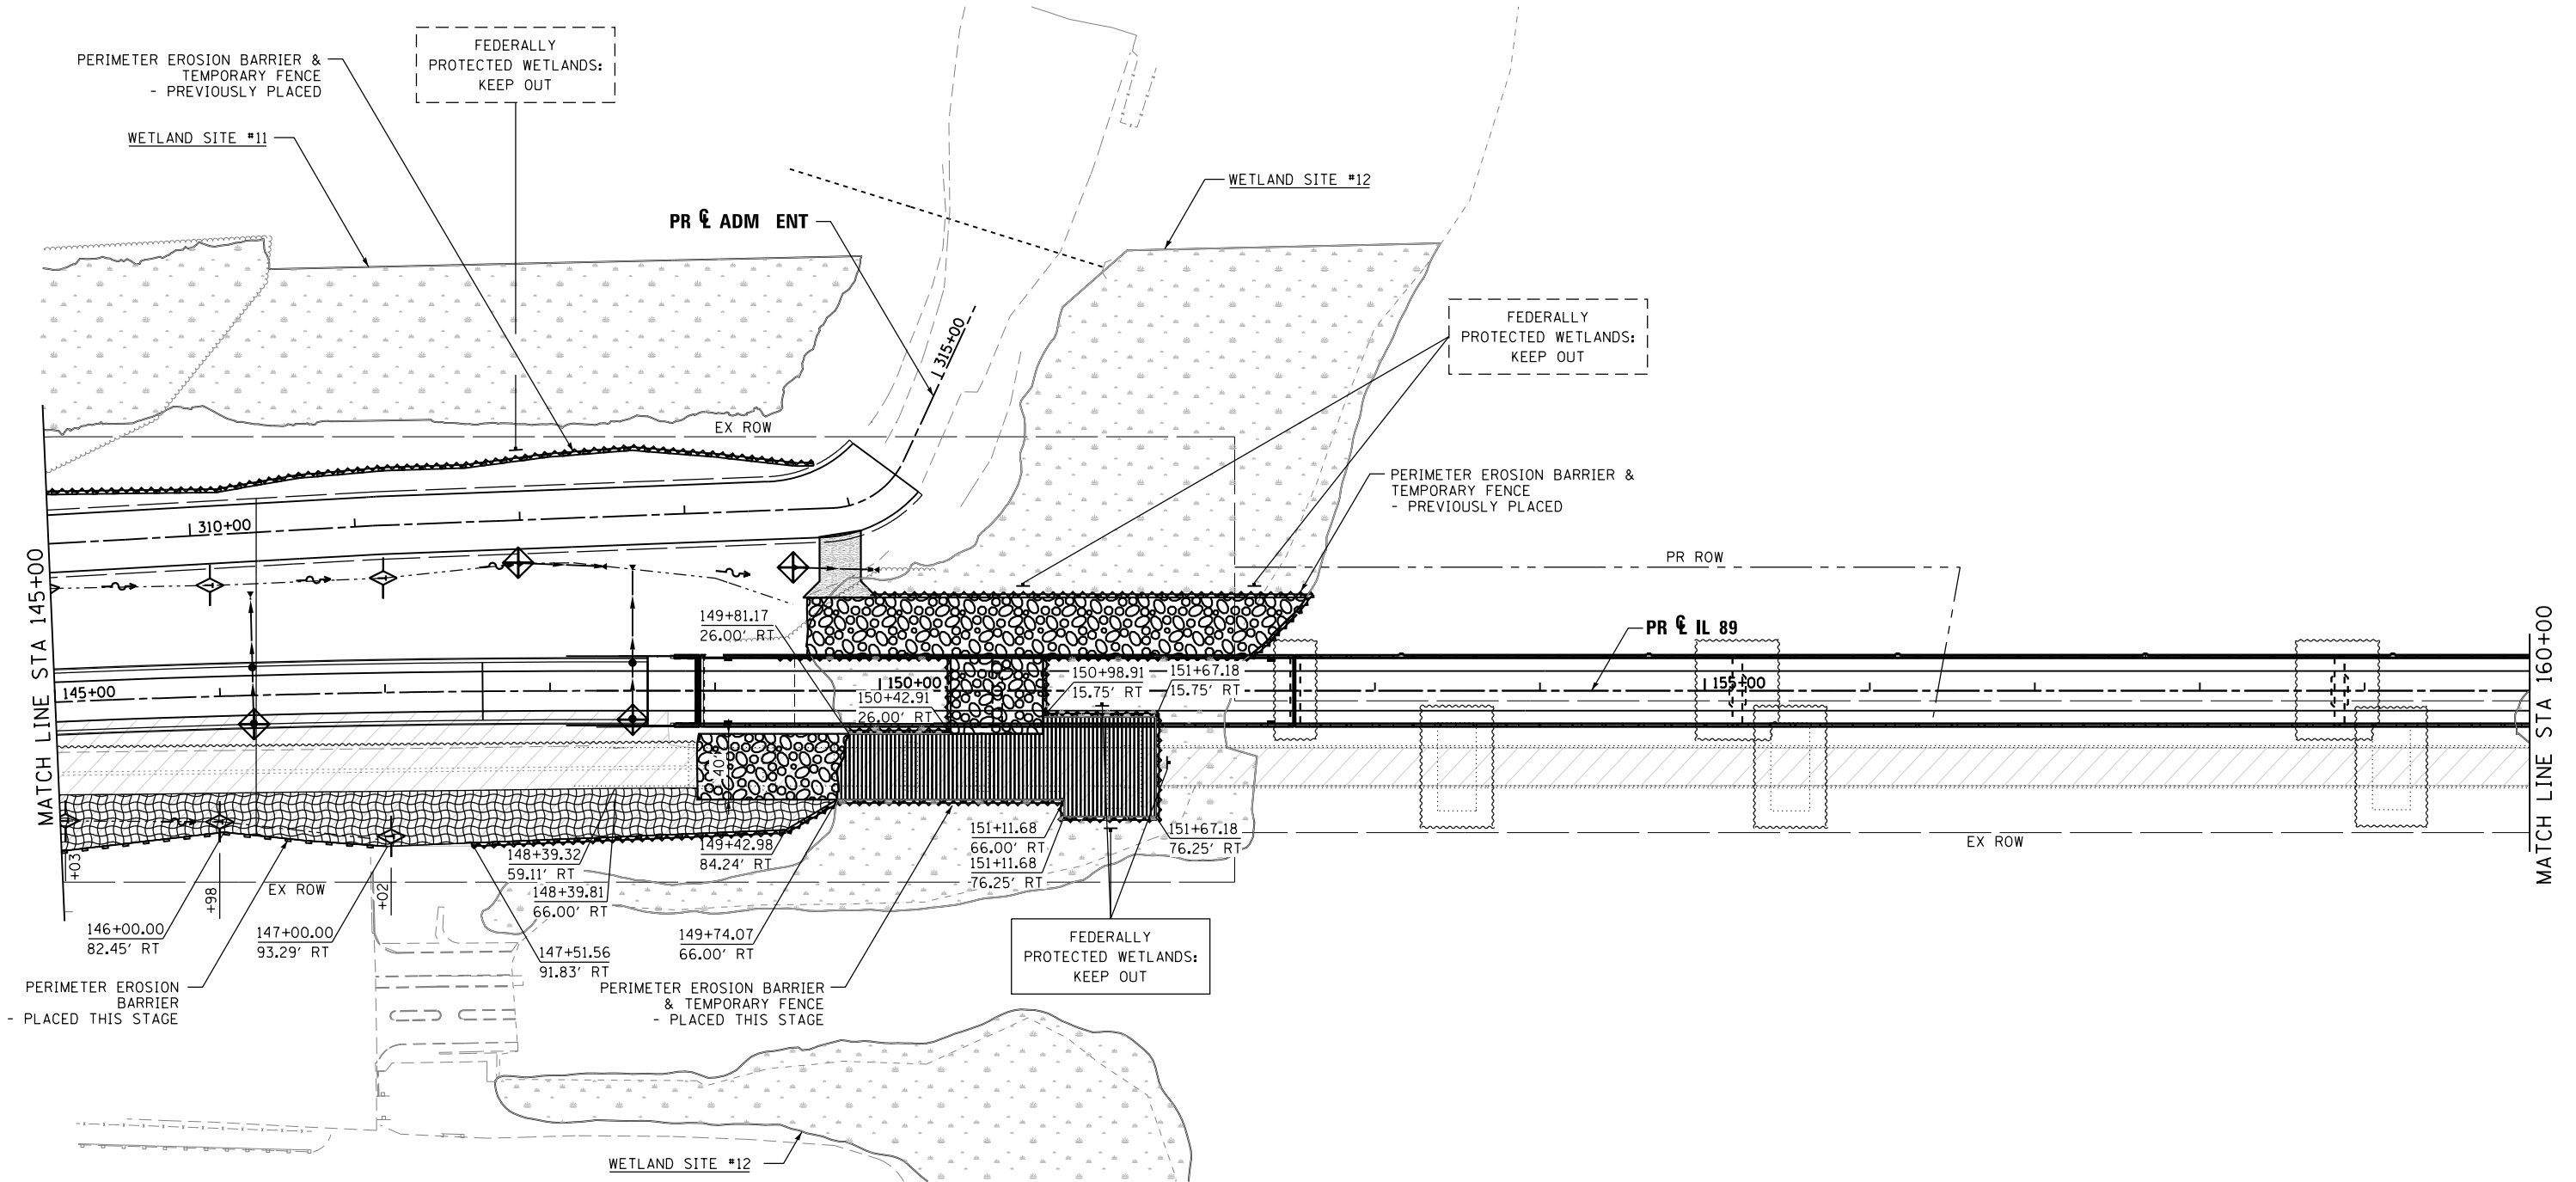 PERIMETER EROSION BARRIER &
TEMPORARY FENCE
- PREVIOUSLY PLACED
FEDERALLY
PROTECTED WETLANDS:
KEEP OUT
WETLAND SITE #11
PR ℄ ADM ENT
WETLAND SITE #12
315+00
FEDERALLY
PROTECTED WETLANDS:
KEEP OUT
EX ROW
PERIMETER EROSION BARRIER &
TEMPORARY FENCE
- PREVIOUSLY PLACED
310+00
PR ROW
MATCH LINE STA 145+00
149+81.17
26.00' RT
PR ℄ IL 89
145+00
150+00
150+42.91
26.00' RT
150+98.91
15.75' RT
151+67.18
15.75' RT
155+00
MATCH LINE STA 160+00
40'
151+11.68
66.00' RT
151+11.68
76.25' RT
151+67.18
76.25' RT
EX ROW
148+39.32
59.11' RT
148+39.81
66.00' RT
149+42.98
84.24' RT
+03
+98
+02
EX ROW
146+00.00
82.45' RT
147+00.00
93.29' RT
147+51.56
91.83' RT
149+74.07
66.00' RT
PERIMETER EROSION
BARRIER
- PLACED THIS STAGE
PERIMETER EROSION BARRIER
& TEMPORARY FENCE
- PLACED THIS STAGE
FEDERALLY
PROTECTED WETLANDS:
KEEP OUT
WETLAND SITE #12